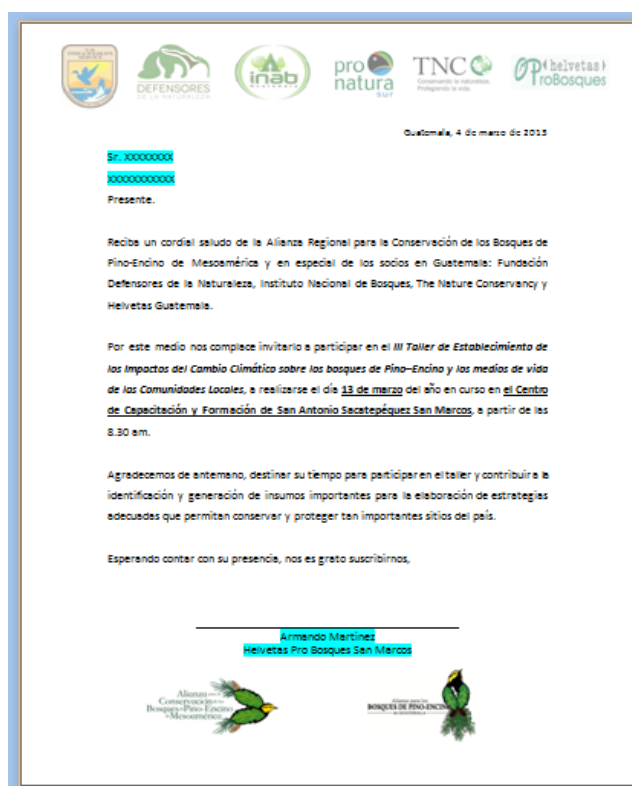 DEFENSORES
DE LA NATURALEZA
inab
pro
natura
sur
TNC
Conservando la naturaleza.
Protegiendo la vida.
helvetas
ProBosques
Guatemala, 4 de marzo de 2013
Sr. XXXXXXXX
XXXXXXXXXXX
Presente.
Reciba un cordial saludo de la Alianza Regional para la Conservación de los Bosques de
Pino-Encino de Mesoamérica y en especial de los socios en Guatemala: Fundación
Defensores de la Naturaleza, Instituto Nacional de Bosques, The Nature Conservancy y
Helvetas Guatemala.
Por este medio nos complace invitarlo a participar en el III Taller de Establecimiento de
los Impactos del Cambio Climático sobre los bosques de Pino–Encino y los medios de vida
de las Comunidades Locales, a realizarse el día 13 de marzo del año en curso en el Centro
de Capacitación y Formación de San Antonio Sacatepéquez San Marcos, a partir de las
8.30 am.
Agradecemos de antemano, destinar su tiempo para participar en el taller y contribuir a la
identificación y generación de insumos importantes para la elaboración de estrategias
adecuadas que permitan conservar y proteger tan importantes sitios del país.
Esperando contar con su presencia, nos es grato suscribirnos,
Armando Martínez
Helvetas Pro Bosques San Marcos
Alianza para la
Conservación de los
Bosques de Pino-Encino
de Mesoamérica
BOSQUES DE PINO-ENCINO